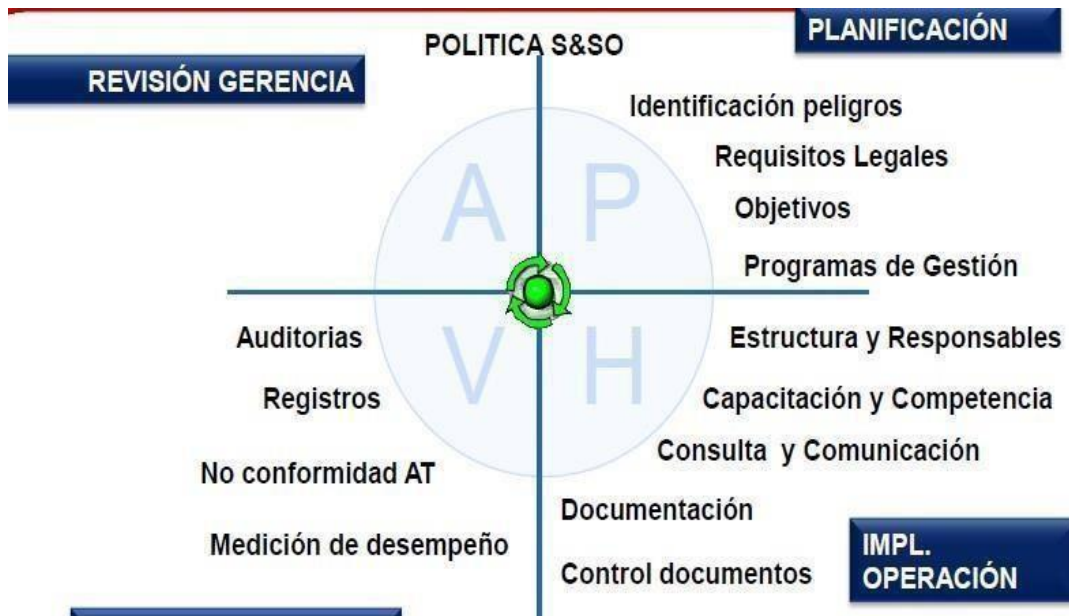 POLITICA S&SO
PLANIFICACIÓN
REVISIÓN GERENCIA
Identificación peligros
Requisitos Legales
Objetivos
Programas de Gestión
A P
V H
Auditorias
Registros
No conformidad AT
Medición de desempeño
Estructura y Responsables
Capacitación y Competencia
Consulta y Comunicación
Documentación
Control documentos
IMPL.
OPERACIÓN